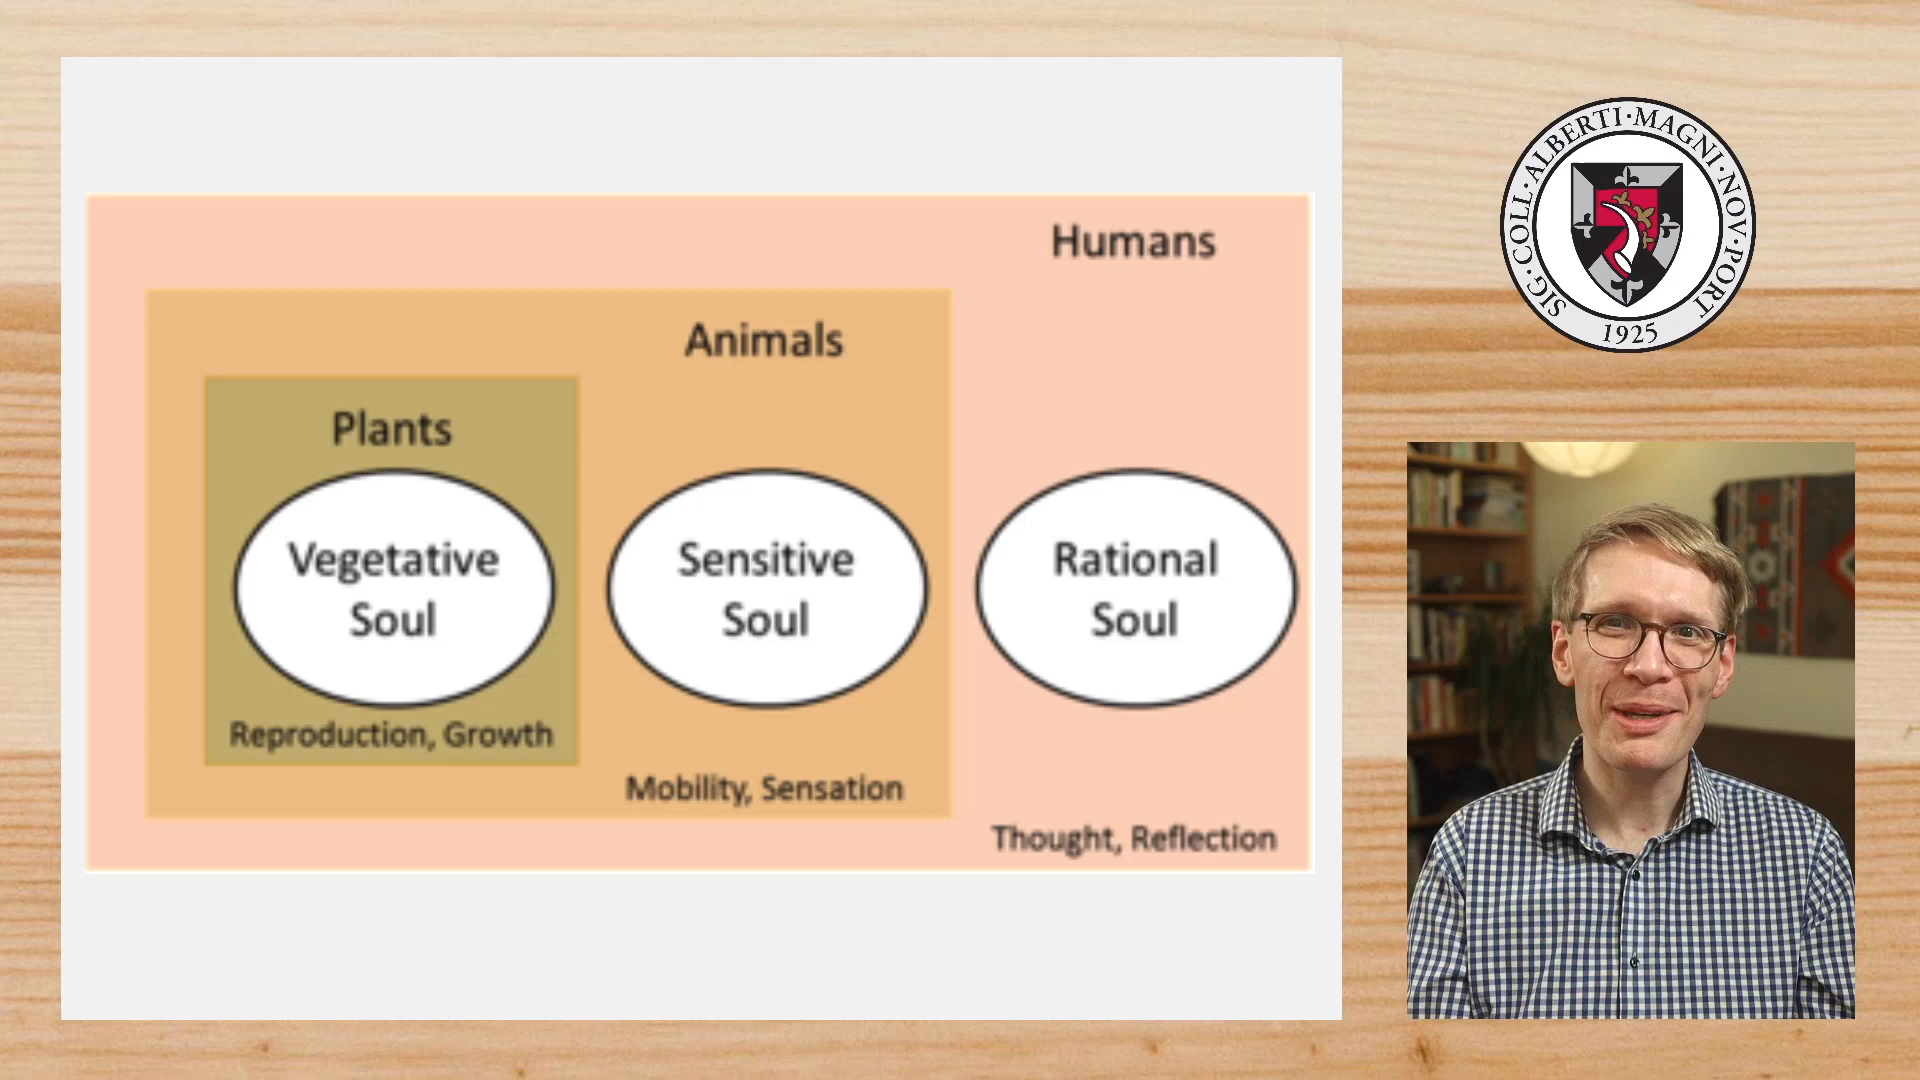 Humans
Animals
Plants
Vegetative
Soul
Sensitive
Soul
Rational
Soul
Reproduction, Growth
Mobility, Sensation
Thought, Reflection
SIG·COLL·ALBERTI·MAGNI·NOV·PORT
1925